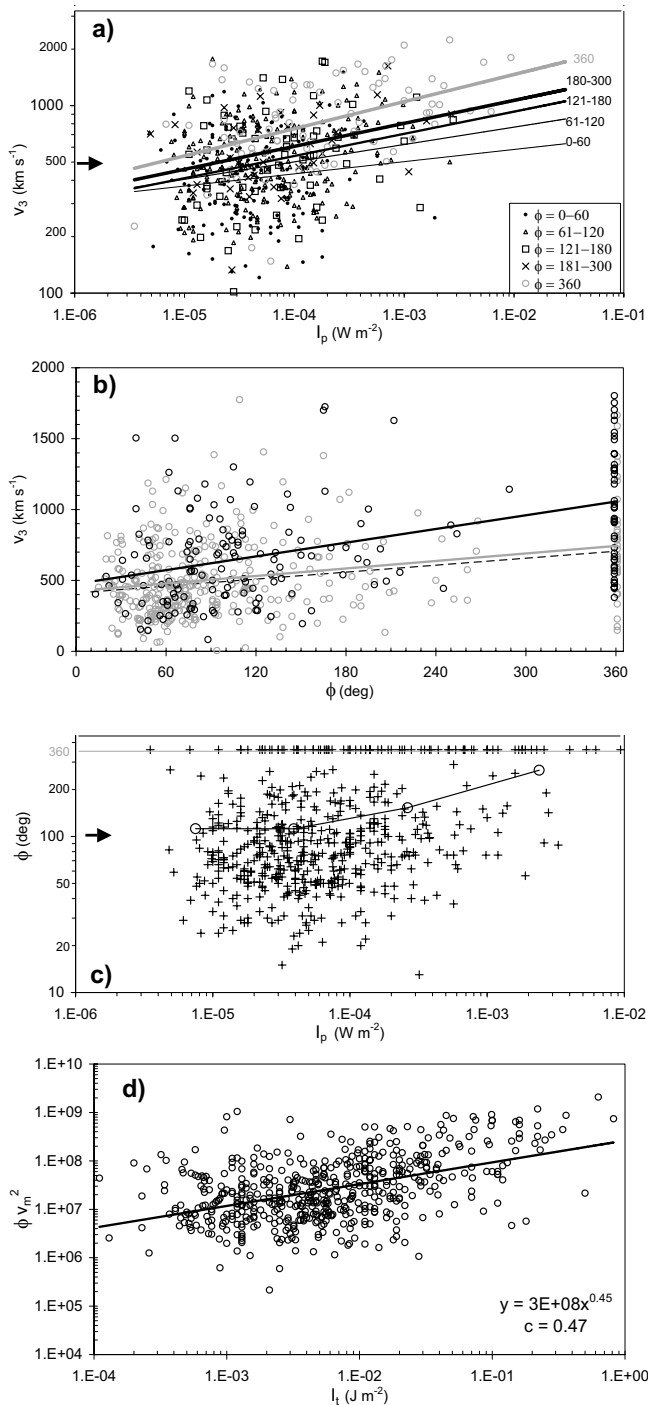 a)
2000
1000
500
200
100
v3 (km s-1)
360
180-300
121-180
61-120
0-60
ϕ = 0–60
ϕ = 61–120
ϕ = 121–180
ϕ = 181–300
ϕ = 360
1.E-06 1.E-05 1.E-04 1.E-03 1.E-02 1.E-01
Ip (W m-2)
b)
2000
1500
1000
500
0
v3 (km s-1)
0 60 120 180 240 300 360
ϕ (deg)
360
200
100
50
20
10
ϕ (deg)
c)
1.E-06 1.E-05 1.E-04 1.E-03 1.E-02
Ip (W m-2)
d)
1.E+10
1.E+09
1.E+08
1.E+07
1.E+06
1.E+05
1.E+04
ϕ vm2
y = 3E+08x0.45
c = 0.47
1.E-04 1.E-03 1.E-02 1.E-01 1.E+00
It (J m-2)